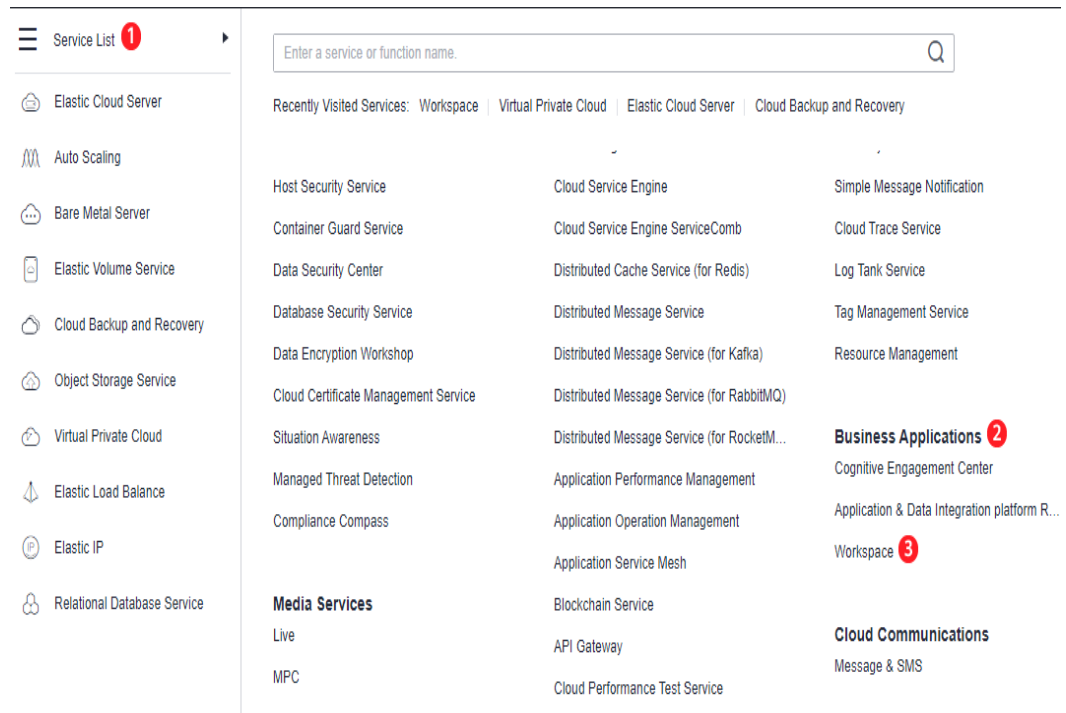 Service List 1
Elastic Cloud Server
Auto Scaling
Bare Metal Server
Elastic Volume Service
Cloud Backup and Recovery
Object Storage Service
Virtual Private Cloud
Elastic Load Balance
Elastic IP
Relational Database Service
Enter a service or function name.
Recently Visited Services: Workspace | Virtual Private Cloud | Elastic Cloud Server | Cloud Backup and Recovery
Host Security Service
Container Guard Service
Data Security Center
Database Security Service
Data Encryption Workshop
Cloud Certificate Management Service
Situation Awareness
Managed Threat Detection
Compliance Compass
Media Services
Live
MPC
Cloud Service Engine
Cloud Service Engine ServiceComb
Distributed Cache Service (for Redis)
Distributed Message Service
Distributed Message Service (for Kafka)
Distributed Message Service (for RabbitMQ)
Distributed Message Service (for RocketM...
Application Performance Management
Application Operation Management
Application Service Mesh
Blockchain Service
API Gateway
Cloud Performance Test Service
Simple Message Notification
Cloud Trace Service
Log Tank Service
Tag Management Service
Resource Management
Business Applications 2
Cognitive Engagement Center
Application & Data Integration platform R...
Workspace 3
Cloud Communications
Message & SMS